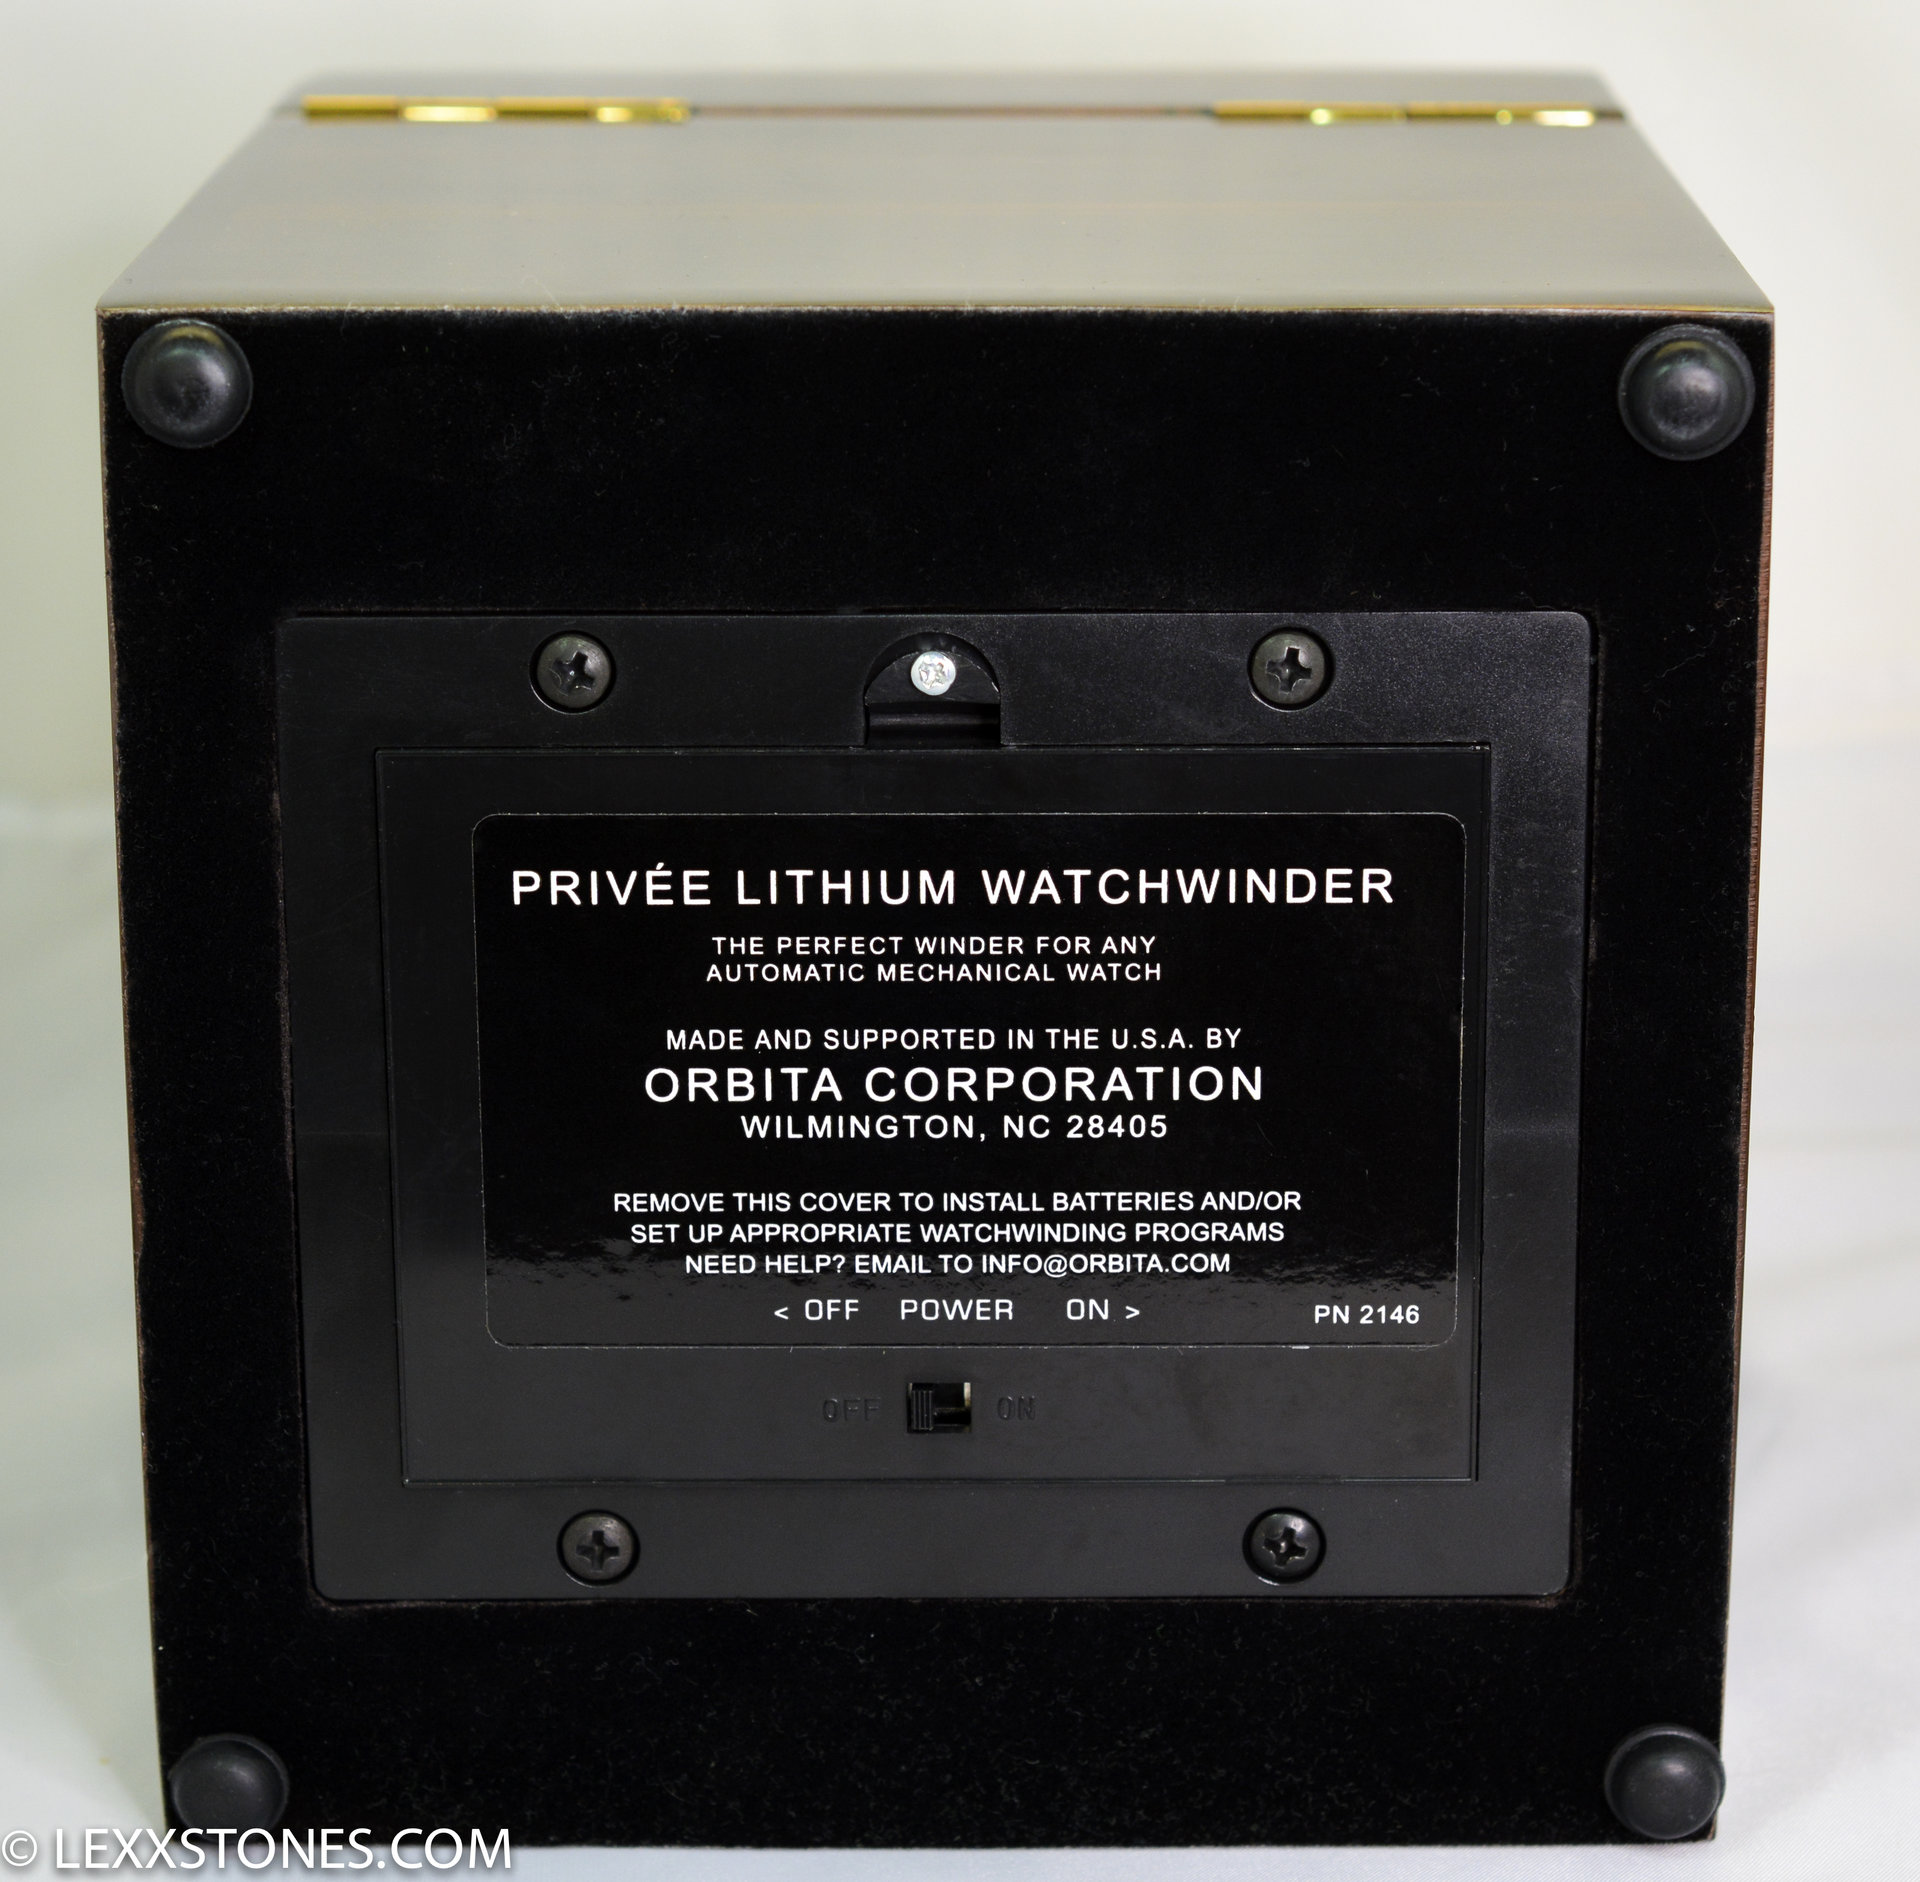 PRIVÉE LITHIUM WATCHWINDER
THE PERFECT WINDER FOR ANY
AUTOMATIC MECHANICAL WATCH
MADE AND SUPPORTED IN THE U.S.A. BY
ORBITA CORPORATION
WILMINGTON, NC 28405
REMOVE THIS COVER TO INSTALL BATTERIES AND/OR
SET UP APPROPRIATE WATCHWINDING PROGRAMS
NEED HELP? EMAIL TO INFO@ORBITA.COM
< OFF POWER ON > PN 2146
OFF ON
© LEXXSTONES.COM